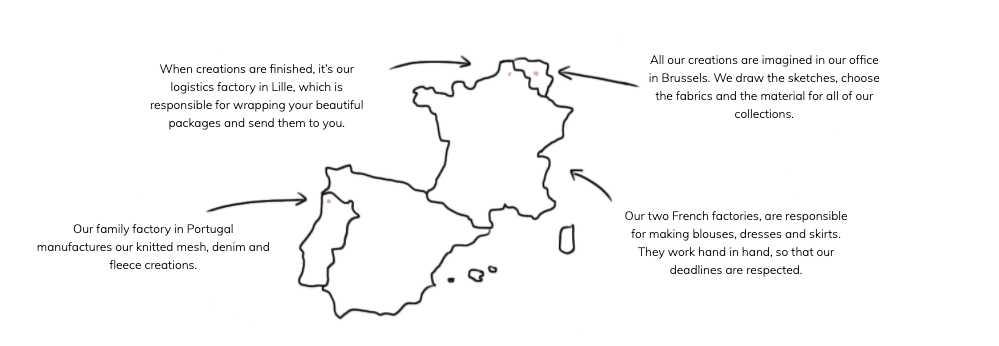 When creations are finished, it's our
logistics factory in Lille, which is
responsible for wrapping your beautiful
packages and send them to you.
All our creations are imagined in our office
in Brussels. We draw the sketches, choose
the fabrics and the material for all of our
collections.
Our family factory in Portugal
manufactures our knitted mesh, denim and
fleece creations.
Our two French factories, are responsible
for making blouses, dresses and skirts.
They work hand in hand, so that our
deadlines are respected.